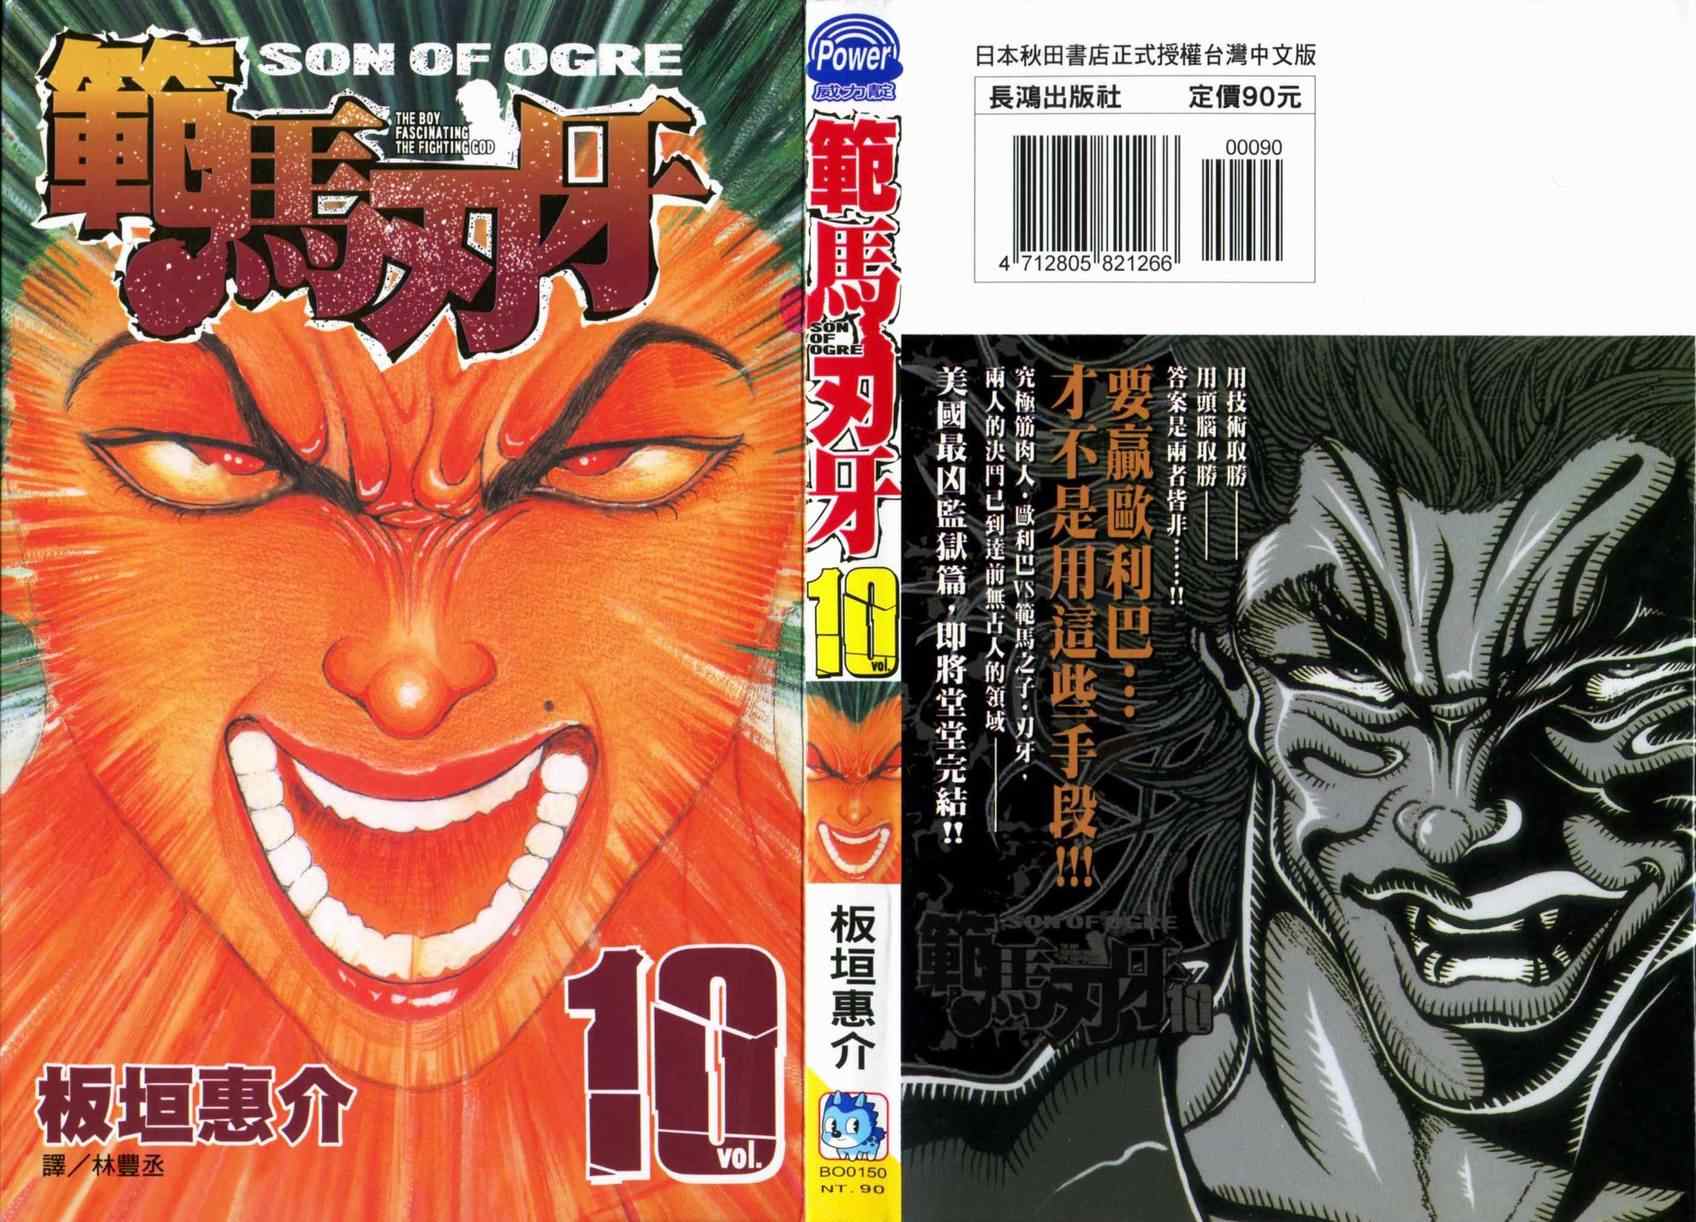 SON OF OGRE
範馬刃牙
THE BOY
FASCINATING
THE FIGHTING GOD
10
vol.
板垣惠介
譯／林豐丞
Power
威力誌
範馬刃牙
SON
OF
OGRE
10
vol.
板垣惠介
BO0150
NT. 90
日本秋田書店正式授權台灣中文版
長鴻出版社 定價90元
00090
4 712805 821266
用技術取勝——
用頭腦取勝——
答案是兩者皆非……!!
要贏歐利巴…
才不是用這些手段!!!
究極筋肉人·歐利巴VS範馬之子·刃牙，
兩人的決鬥已到達前無古人的領域——
美國最凶監獄篇·即將堂堂完結!!
SON OF OGRE
範馬刃牙
10